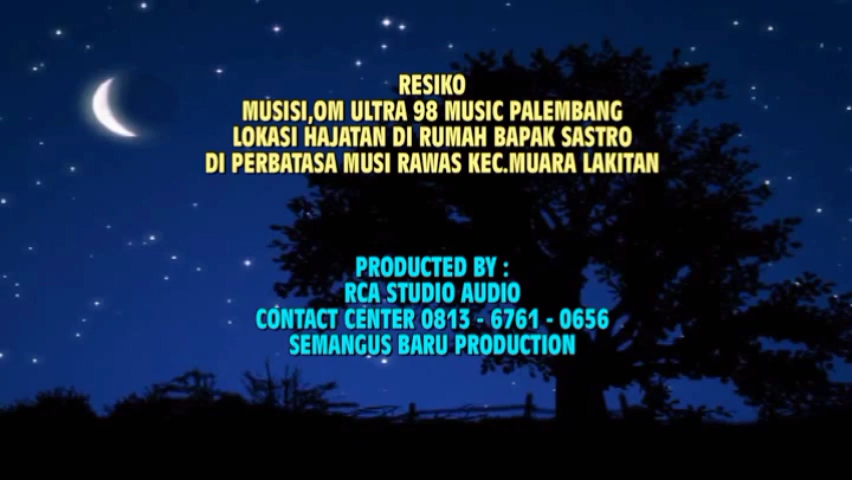 RESIKO
MUSISI,OM ULTRA 98 MUSIC PALEMBANG
LOKASI HAJATAN DI RUMAH BAPAK SASTRO
DI PERBATASA MUSI RAWAS KEC.MUARA LAKITAN
PRODUCTED BY :
RCA STUDIO AUDIO
CONTACT CENTER 0813 - 6761 - 0656
SEMANGUS BARU PRODUCTION